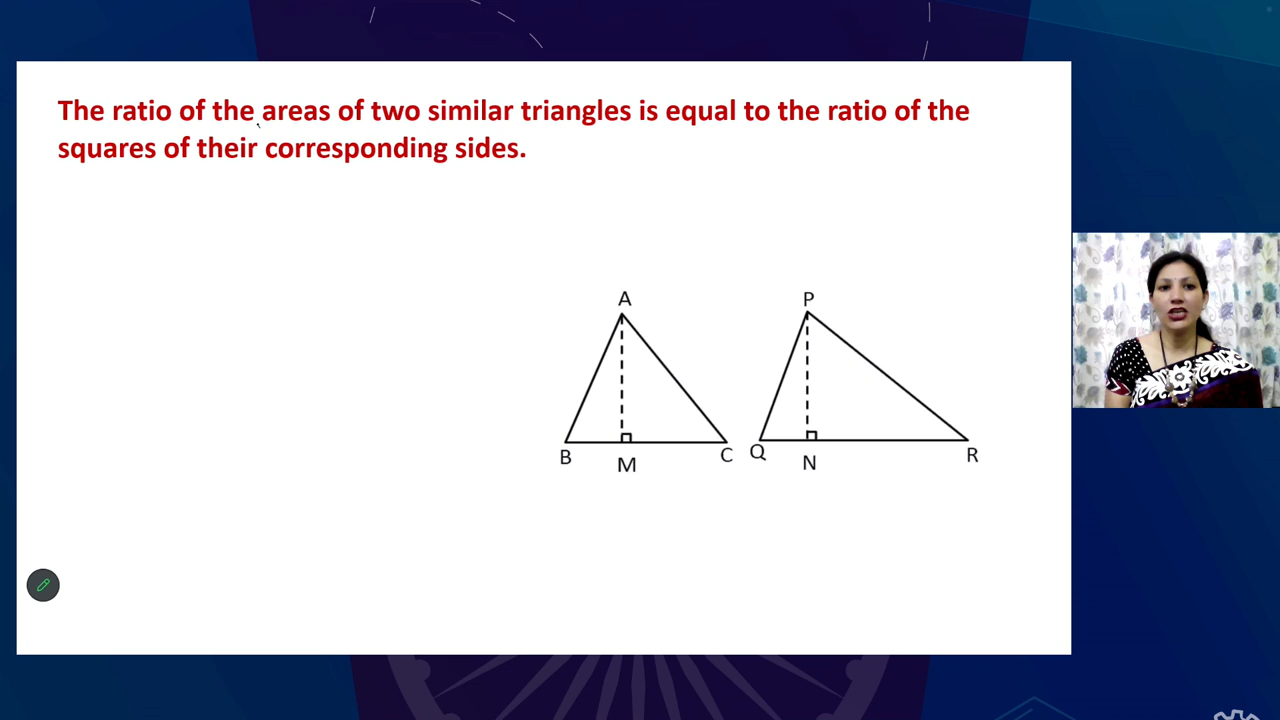 The ratio of the areas of two similar triangles is equal to the ratio of the
squares of their corresponding sides.
A
P
B
M
C
Q
N
R